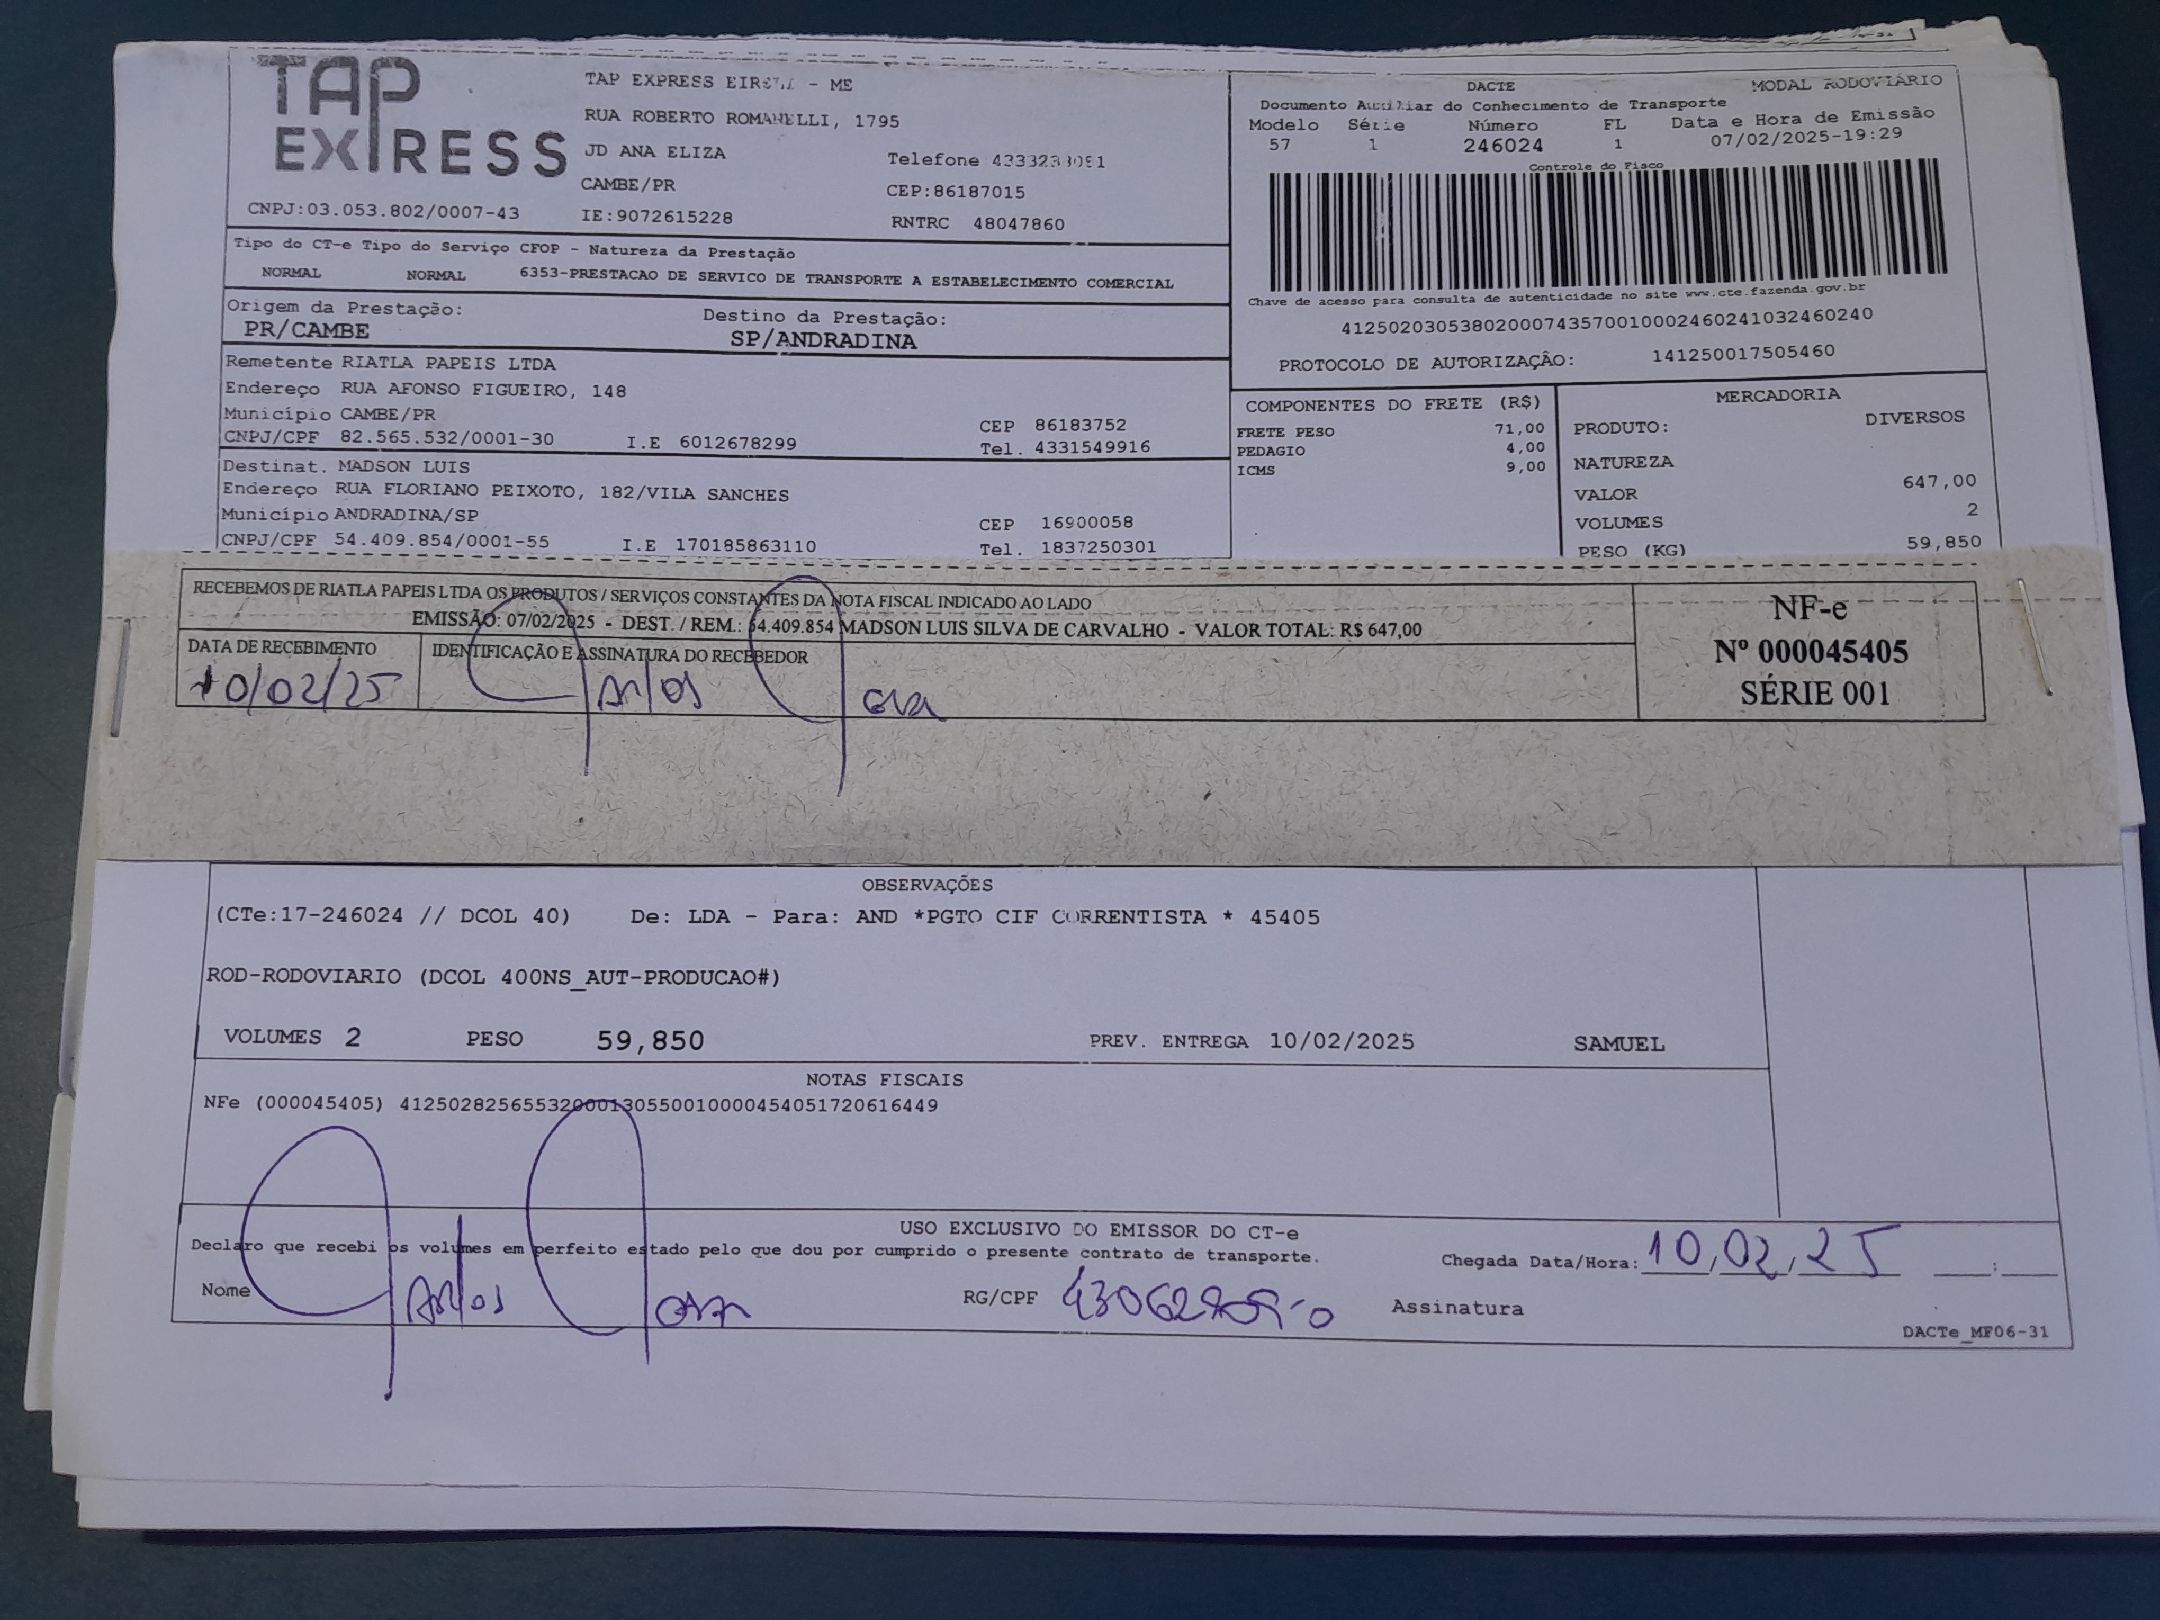 TAP EXPRESS
TAP EXPRESS EIRELI - ME
RUA ROBERTO ROMANELLI, 1795
JD ANA ELIZA
Telefone
CAMBE/PR
CEP:86187015
CNPJ:03.053.802/0007-43 IE:9072615228 RNTRC 48047860
DACTE MODAL RODOVIÁRIO
Documento Auxiliar do Conhecimento de Transporte
Modelo Série Número FL Data e Hora de Emissão
57 1 246024 1 07/02/2025-19:29
Controle do Fisco
Chave de acesso para consulta de autenticidade no site www.cte.fazenda.gov.br
41250203053802000743570010002460241032460240
PROTOCOLO DE AUTORIZAÇÃO: 141250017505460
Tipo do CT-e Tipo do Serviço CFOP - Natureza da Prestação
NORMAL NORMAL 6353-PRESTACAO DE SERVICO DE TRANSPORTE A ESTABELECIMENTO COMERCIAL
Origem da Prestação: Destino da Prestação:
PR/CAMBE SP/ANDRADINA
Remetente RIATLA PAPEIS LTDA
Endereço RUA AFONSO FIGUEIRO, 148
Município CAMBE/PR CEP 86183752
CNPJ/CPF 82.565.532/0001-30 I.E 6012678299 Tel. 4331549916
Destinat. MADSON LUIS
Endereço RUA FLORIANO PEIXOTO, 182/VILA SANCHES
Município ANDRADINA/SP CEP 16900058
CNPJ/CPF 54.409.854/0001-55 I.E 170185863110 Tel. 1837250301
COMPONENTES DO FRETE (R$)
FRETE PESO 71,00
PEDAGIO 4,00
ICMS 9,00
MERCADORIA
PRODUTO: DIVERSOS
NATUREZA
VALOR 647,00
VOLUMES 2
PESO (KG) 59,850
RECEBEMOS DE RIATLA PAPEIS LTDA OS PRODUTOS / SERVIÇOS CONSTANTES DA NOTA FISCAL INDICADO AO LADO
EMISSÃO: 07/02/2025 - DEST. / REM.: 54.409.854 MADSON LUIS SILVA DE CARVALHO - VALOR TOTAL: R$ 647,00
DATA DE RECEBIMENTO IDENTIFICAÇÃO E ASSINATURA DO RECEBEDOR
10/02/25 Carlos
NF-e
Nº 000045405
SÉRIE 001
OBSERVAÇÕES
(CTe:17-246024 // DCOL 40) De: LDA - Para: AND *PGTO CIF CORRENTISTA * 45405
ROD-RODOVIARIO (DCOL 400NS_AUT-PRODUCAO#)
VOLUMES 2 PESO 59,850 PREV. ENTREGA 10/02/2025 SAMUEL
NOTAS FISCAIS
NFe (000045405) 41250282565532000130550010000454051720616449
USO EXCLUSIVO DO EMISSOR DO CT-e
Declaro que recebi os volumes em perfeito estado pelo que dou por cumprido o presente contrato de transporte.
Chegada Data/Hora: 10,02,25 :
Nome Carlos RG/CPF Assinatura
DACTe_MF06-31